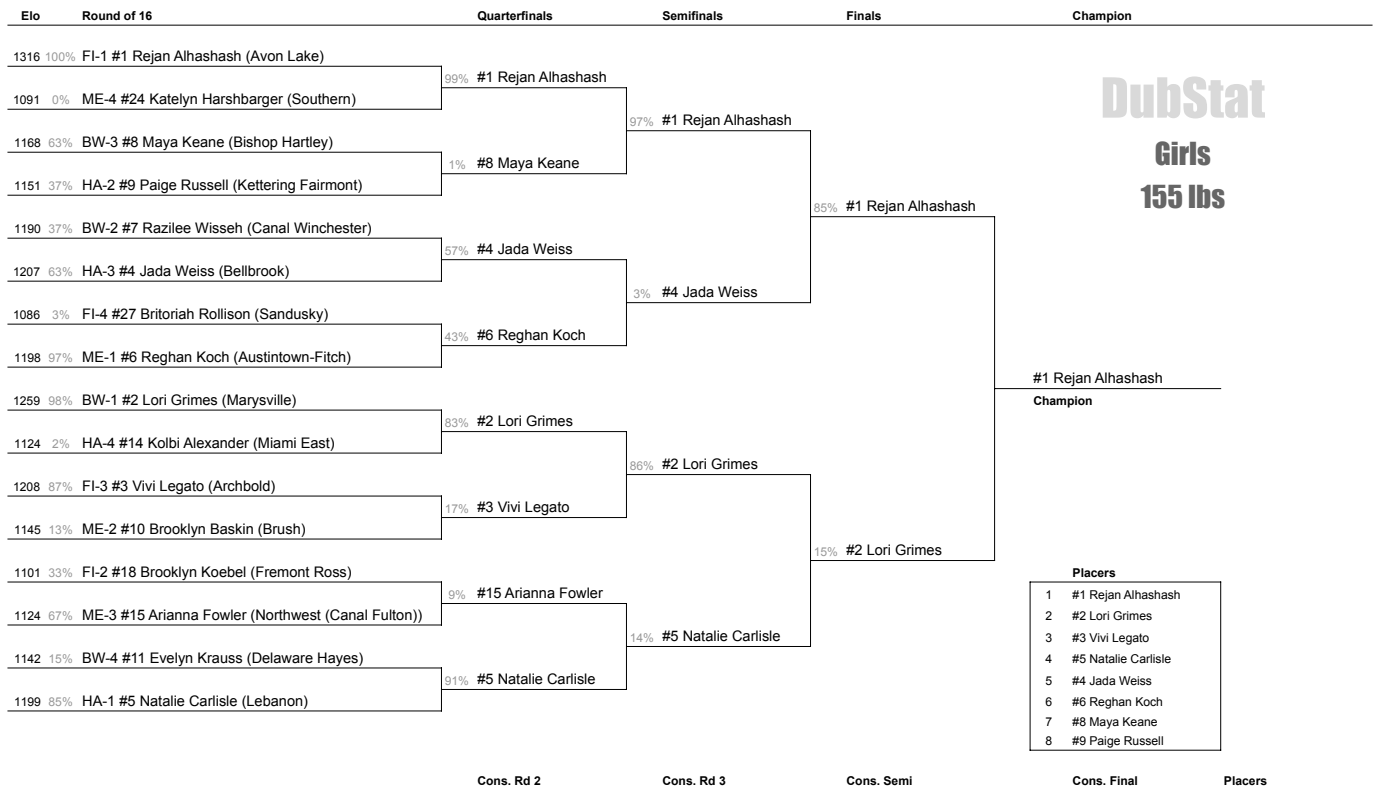 Elo Round of 16 Quarterfinals Semifinals Finals Champion
1316 100% FI-1 #1 Rejan Alhashash (Avon Lake)
99% #1 Rejan Alhashash
1091 0% ME-4 #24 Katelyn Harshbarger (Southern)
97% #1 Rejan Alhashash
1168 63% BW-3 #8 Maya Keane (Bishop Hartley)
1% #8 Maya Keane
1151 37% HA-2 #9 Paige Russell (Kettering Fairmont)
85% #1 Rejan Alhashash
1190 37% BW-2 #7 Razilee Wisseh (Canal Winchester)
57% #4 Jada Weiss
1207 63% HA-3 #4 Jada Weiss (Bellbrook)
3% #4 Jada Weiss
1086 3% FI-4 #27 Britoriah Rollison (Sandusky)
43% #6 Reghan Koch
1198 97% ME-1 #6 Reghan Koch (Austintown-Fitch)
#1 Rejan Alhashash
Champion
1259 98% BW-1 #2 Lori Grimes (Marysville)
83% #2 Lori Grimes
1124 2% HA-4 #14 Kolbi Alexander (Miami East)
86% #2 Lori Grimes
1208 87% FI-3 #3 Vivi Legato (Archbold)
17% #3 Vivi Legato
1145 13% ME-2 #10 Brooklyn Baskin (Brush)
15% #2 Lori Grimes
1101 33% FI-2 #18 Brooklyn Koebel (Fremont Ross)
9% #15 Arianna Fowler
1124 67% ME-3 #15 Arianna Fowler (Northwest (Canal Fulton))
14% #5 Natalie Carlisle
1142 15% BW-4 #11 Evelyn Krauss (Delaware Hayes)
91% #5 Natalie Carlisle
1199 85% HA-1 #5 Natalie Carlisle (Lebanon)
DubStat
Girls
155 lbs
Placers
1 #1 Rejan Alhashash
2 #2 Lori Grimes
3 #3 Vivi Legato
4 #5 Natalie Carlisle
5 #4 Jada Weiss
6 #6 Reghan Koch
7 #8 Maya Keane
8 #9 Paige Russell
Cons. Rd 2 Cons. Rd 3 Cons. Semi Cons. Final Placers